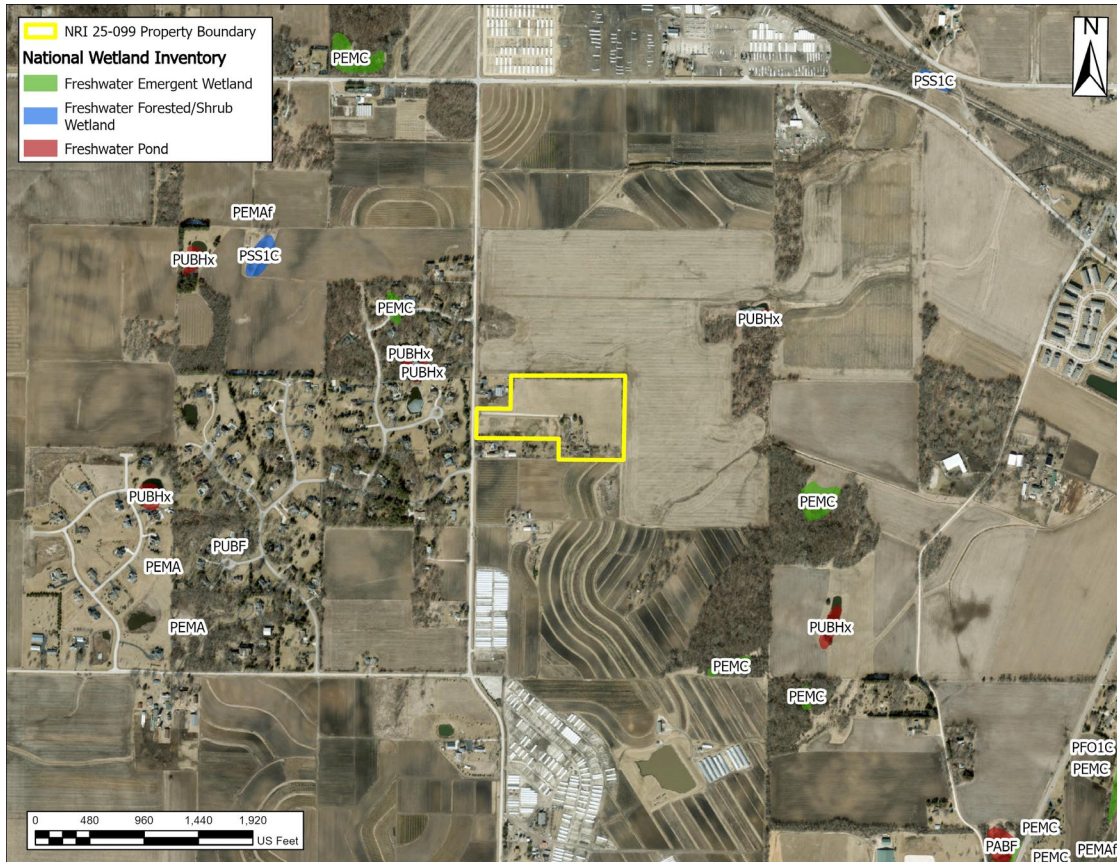 NRI 25-099 Property Boundary
National Wetland Inventory
Freshwater Emergent Wetland
Freshwater Forested/Shrub
Wetland
Freshwater Pond
N
PEMC
PSS1C
PEMAf
PUBHx
PSS1C
PEMC
PUBHx
PUBHx
PUBHx
PUBHx
PEMC
PUBF
PEMA
PEMA
PUBHx
PEMC
PEMC
PFO1C
PEMC
PEMC
PABF
PEMC
PEMAf
0 480 960 1,440 1,920
US Feet